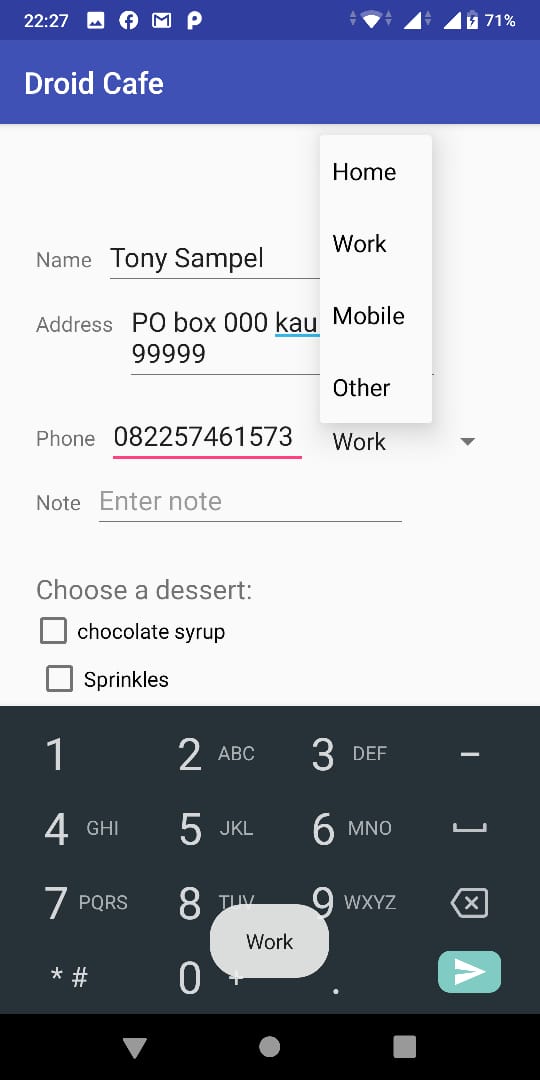 22:27
71%
Droid Cafe
Home
Work
Mobile
Other
Name Tony Sampel
Address PO box 000 kau
99999
Phone 082257461573 Work
Note Enter note
Choose a dessert:
chocolate syrup
Sprinkles
1 2 ABC 3 DEF -
4 GHI 5 JKL 6 MNO
7 PQRS 8 TUV 9 WXYZ
* # 0 + .
Work